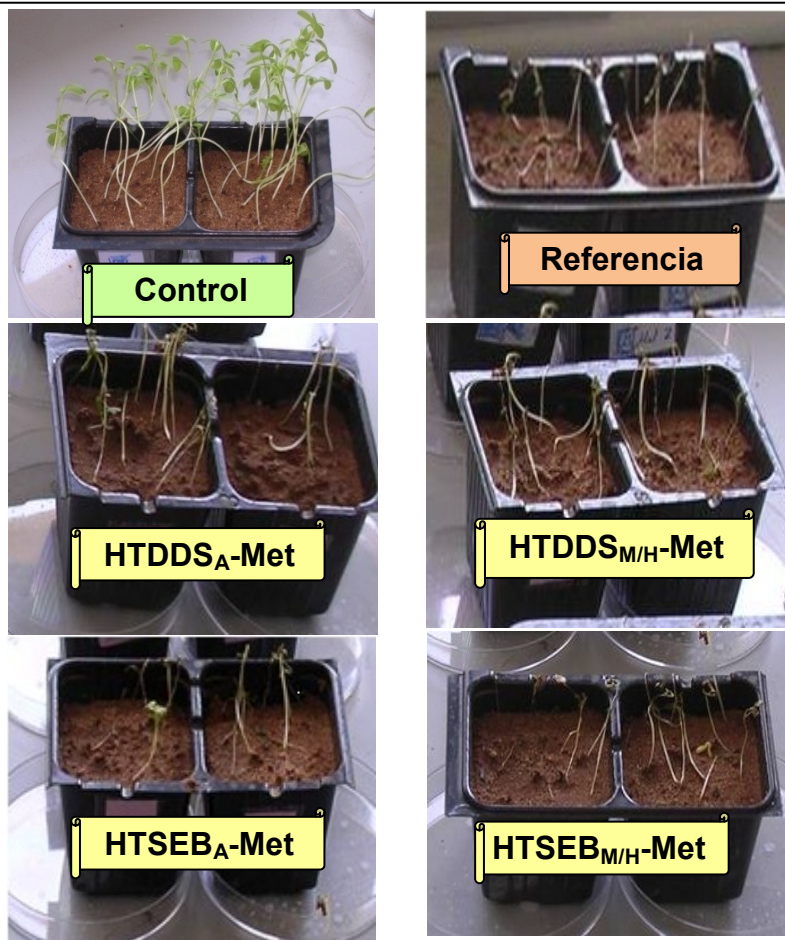 Control
Referencia
HTDDSA-Met
HTDDSM/H-Met
HTSEBA-Met
HTSEBM/H-Met